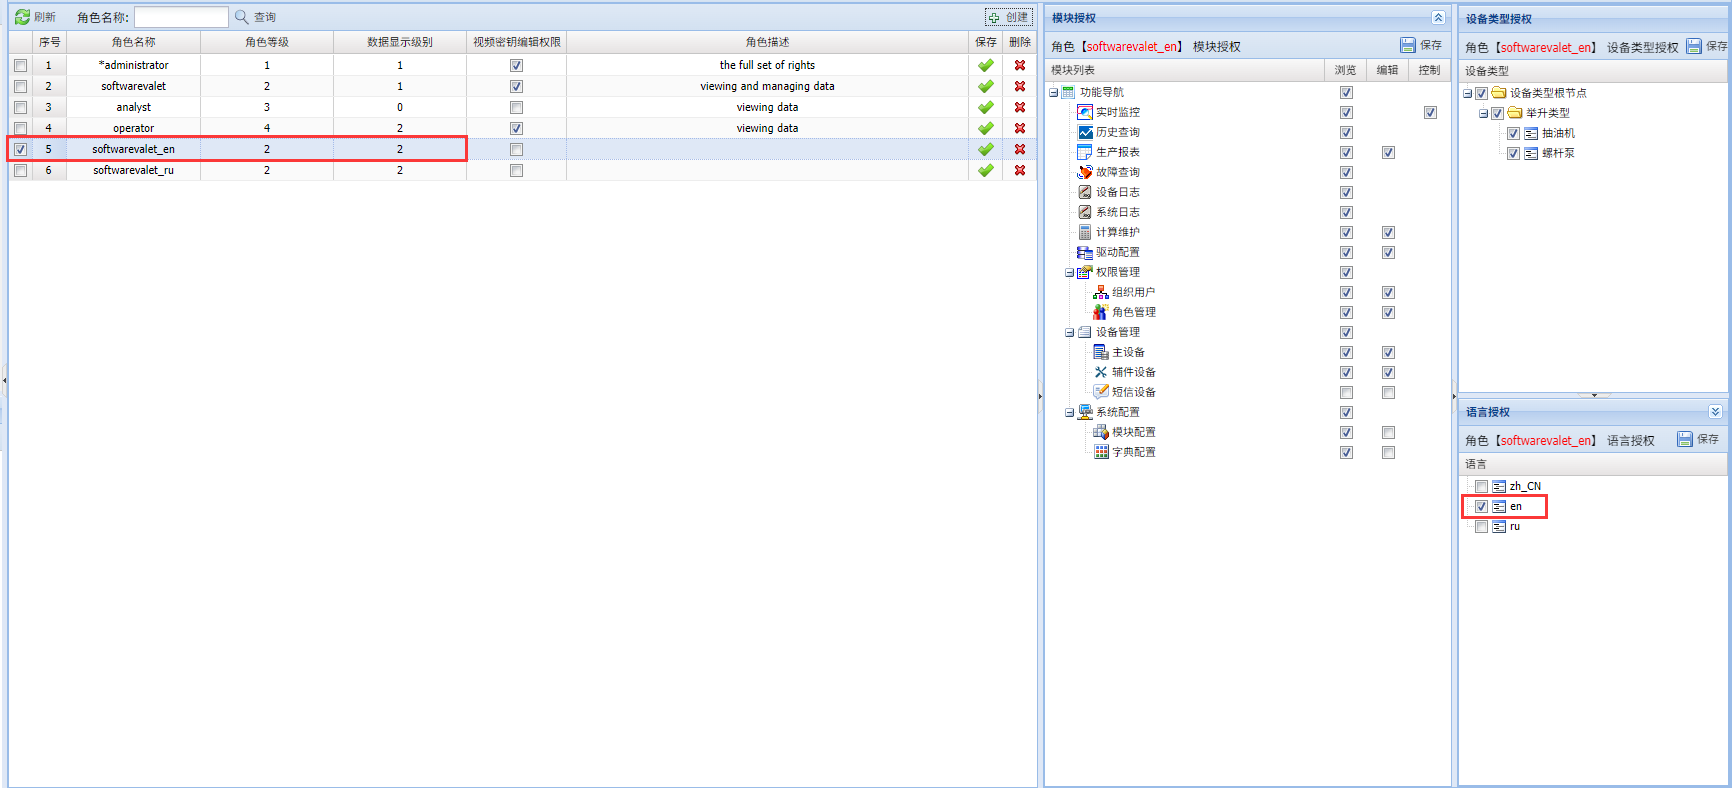 刷新 角色名称: 查询 创建
序号 角色名称 角色等级 数据显示级别 视频密钥编辑权限 角色描述 保存 删除
1 *administrator 1 1 the full set of rights
2 softwarevalet 2 1 viewing and managing data
3 analyst 3 0 viewing data
4 operator 4 2 viewing data
5 softwarevalet_en 2 2
6 softwarevalet_ru 2 2
模块授权
角色【softwarevalet_en】 模块授权 保存
模块列表 浏览 编辑 控制
功能导航
实时监控
历史查询
生产报表
故障查询
设备日志
系统日志
计算维护
驱动配置
权限管理
组织用户
角色管理
设备管理
主设备
辅件设备
短信设备
系统配置
模块配置
字典配置
设备类型授权
角色【softwarevalet_en】 设备类型授权 保存
设备类型
设备类型根节点
举升类型
抽油机
螺杆泵
语言授权
角色【softwarevalet_en】 语言授权 保存
语言
zh_CN
en
ru